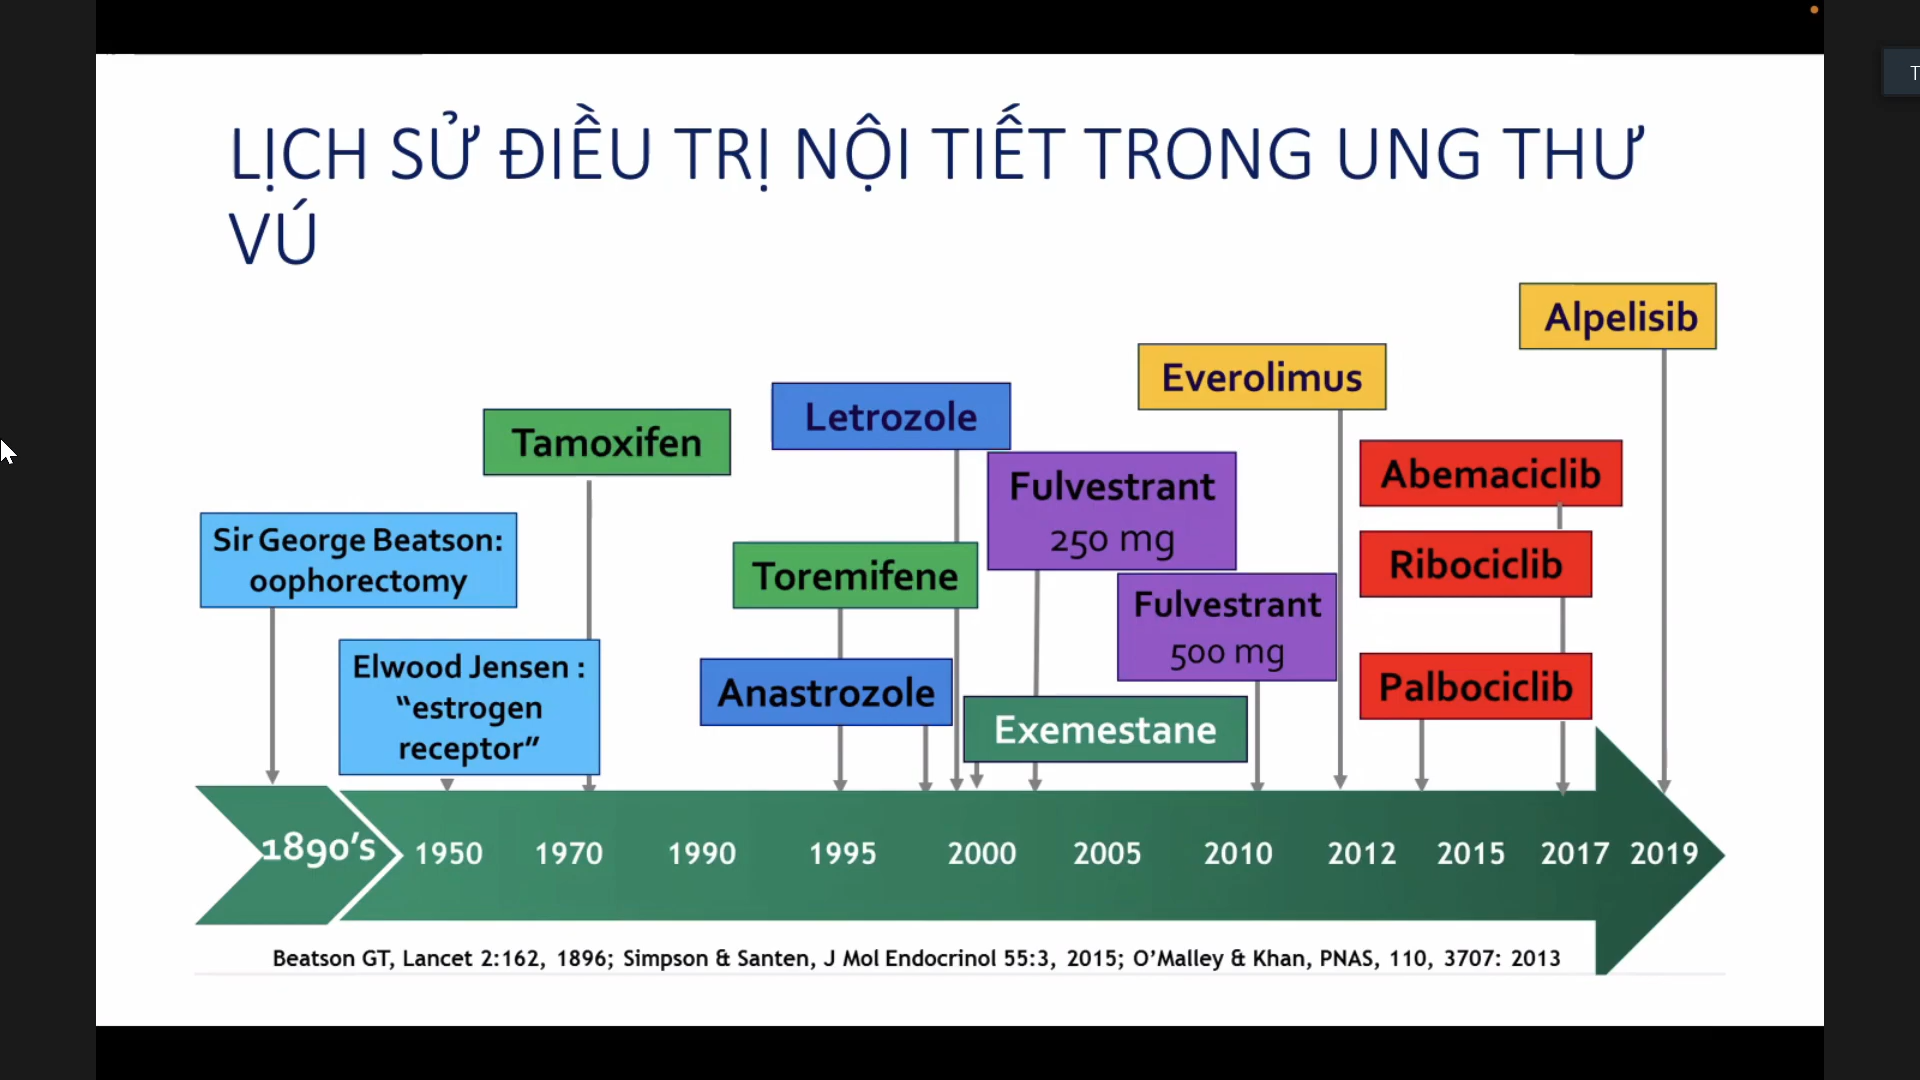 LỊCH SỬ ĐIỀU TRỊ NỘI TIẾT TRONG UNG THƯ
VÚ
Alpelisib
Everolimus
Letrozole
Tamoxifen
Abemaciclib
Fulvestrant
250 mg
Sir George Beatson:
oophorectomy
Toremifene
Ribociclib
Fulvestrant
500 mg
Elwood Jensen :
“estrogen
receptor”
Anastrozole
Palbociclib
Exemestane
1890’s 1950 1970 1990 1995 2000 2005 2010 2012 2015 2017 2019
Beatson GT, Lancet 2:162, 1896; Simpson & Santen, J Mol Endocrinol 55:3, 2015; O’Malley & Khan, PNAS, 110, 3707: 2013